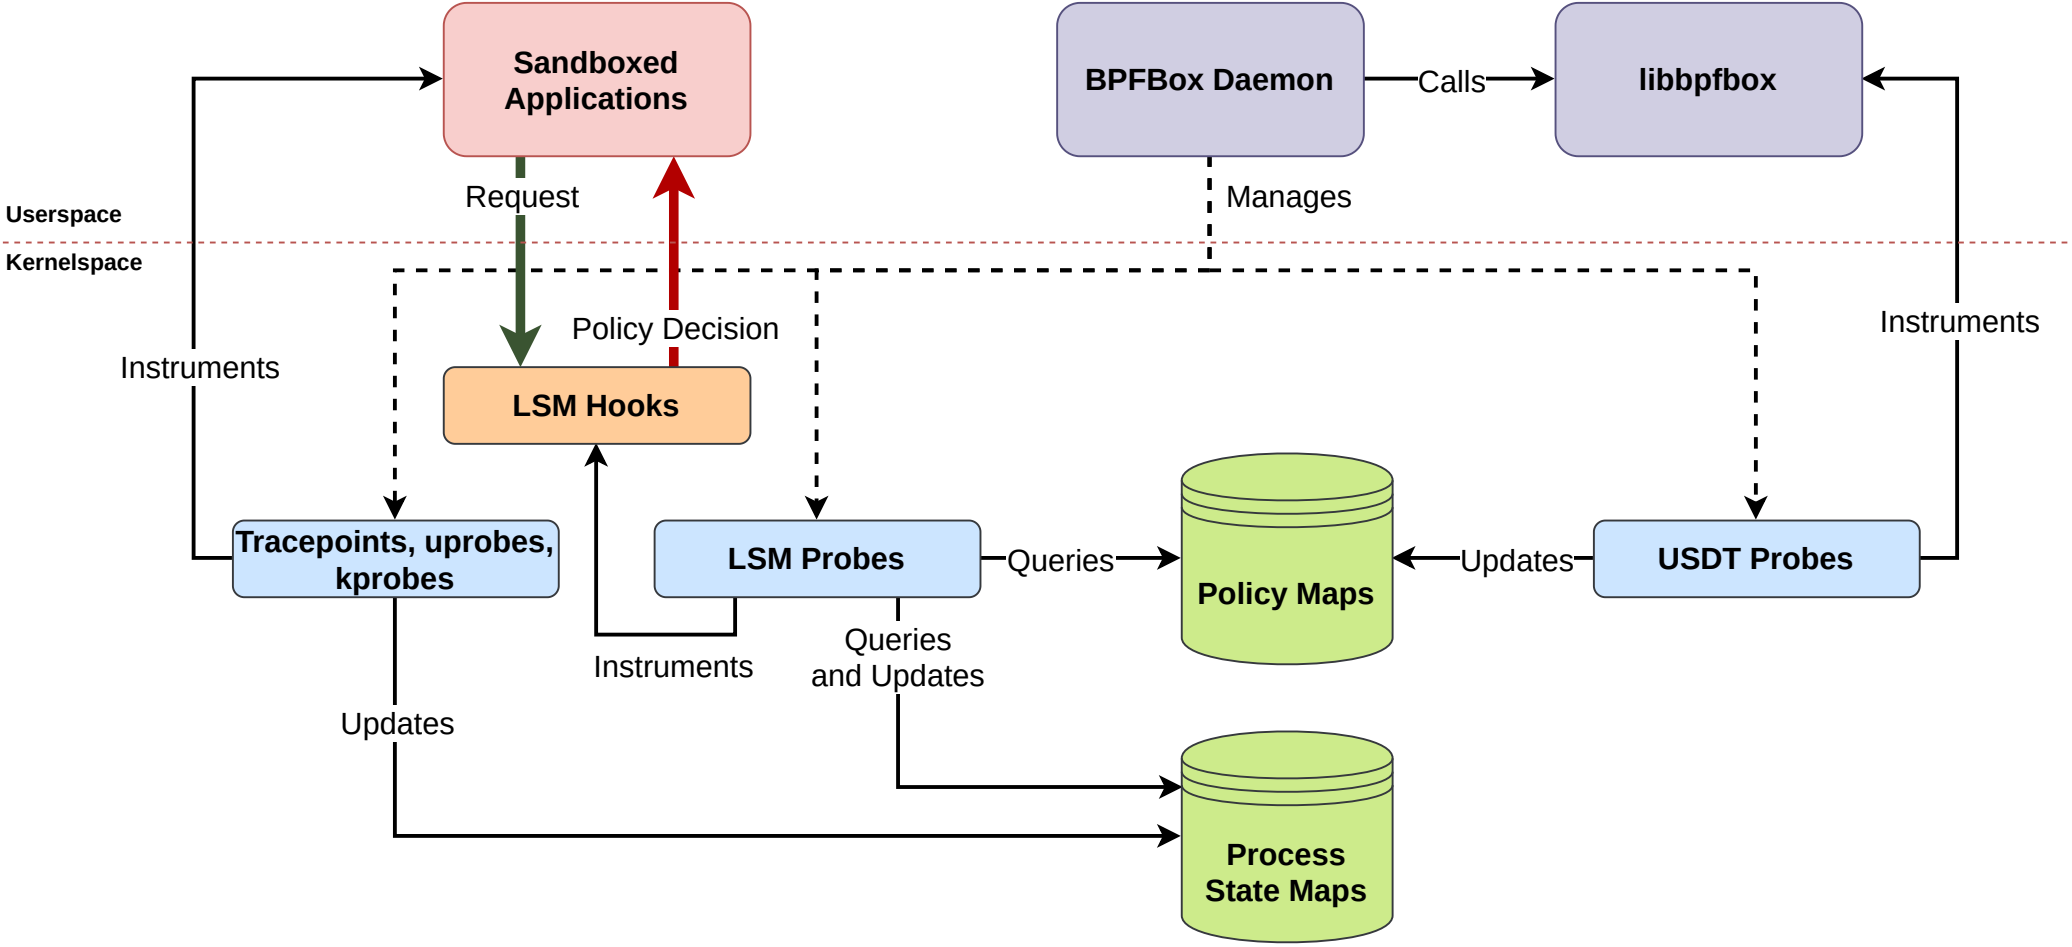 Sandboxed
Applications
BPFBox Daemon
Calls
libbpfbox
Request
Manages
Userspace
Kernelspace
Instruments
Policy Decision
Instruments
LSM Hooks
Tracepoints, uprobes,
kprobes
LSM Probes
Queries
Policy Maps
Updates
USDT Probes
Instruments
Queries
and Updates
Updates
Process
State Maps